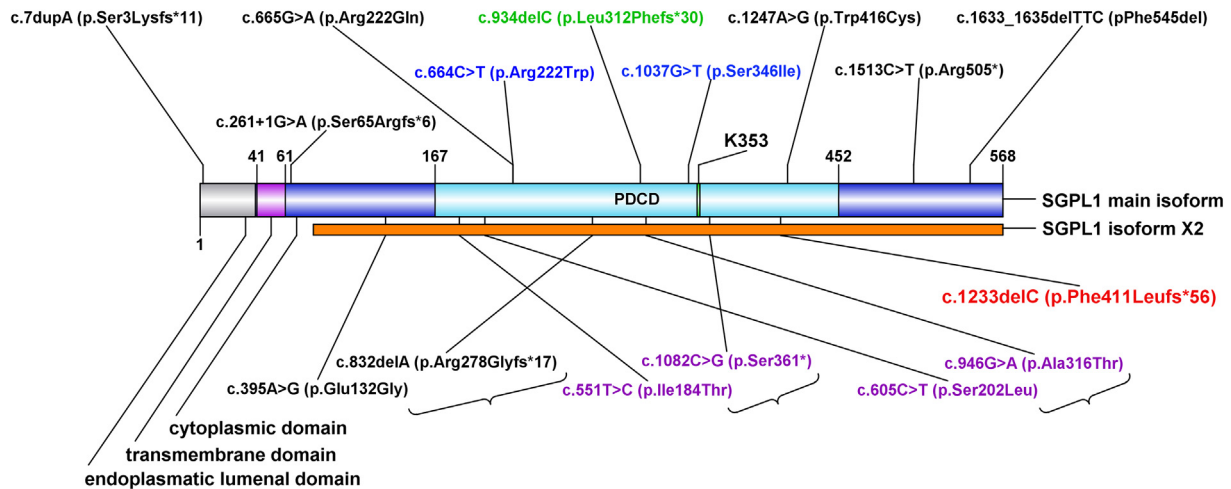 c.7dupA (p.Ser3Lysfs*11)
c.665G>A (p.Arg222Gln)
c.934delC (p.Leu312Phefs*30)
c.1247A>G (p.Trp416Cys)
c.1633_1635delTTC (pPhe545del)
c.664C>T (p.Arg222Trp)
c.1037G>T (p.Ser346Ile)
c.1513C>T (p.Arg505*)
c.261+1G>A (p.Ser65Argfs*6)
K353
41
61
167
452
568
PDCD
SGPL1 main isoform
1
SGPL1 isoform X2
c.1233delC (p.Phe411Leufs*56)
c.832delA (p.Arg278Glyfs*17)
c.1082C>G (p.Ser361*)
c.946G>A (p.Ala316Thr)
c.395A>G (p.Glu132Gly)
c.551T>C (p.Ile184Thr)
c.605C>T (p.Ser202Leu)
cytoplasmic domain
transmembrane domain
endoplasmatic lumenal domain